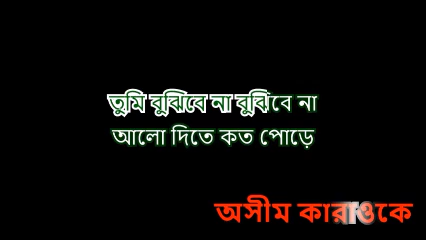 তুমি বুঝিবে না বুঝিবে না
আলো দিতে কত পোড়ে
অসীম কারাওকে